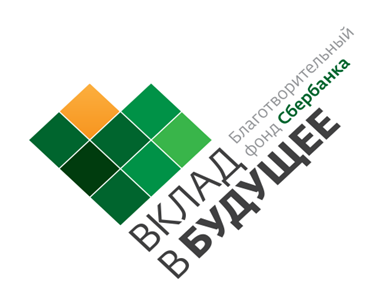 Благотворительный
фонд Сбербанка
ВКЛАД
В БУДУЩЕЕ